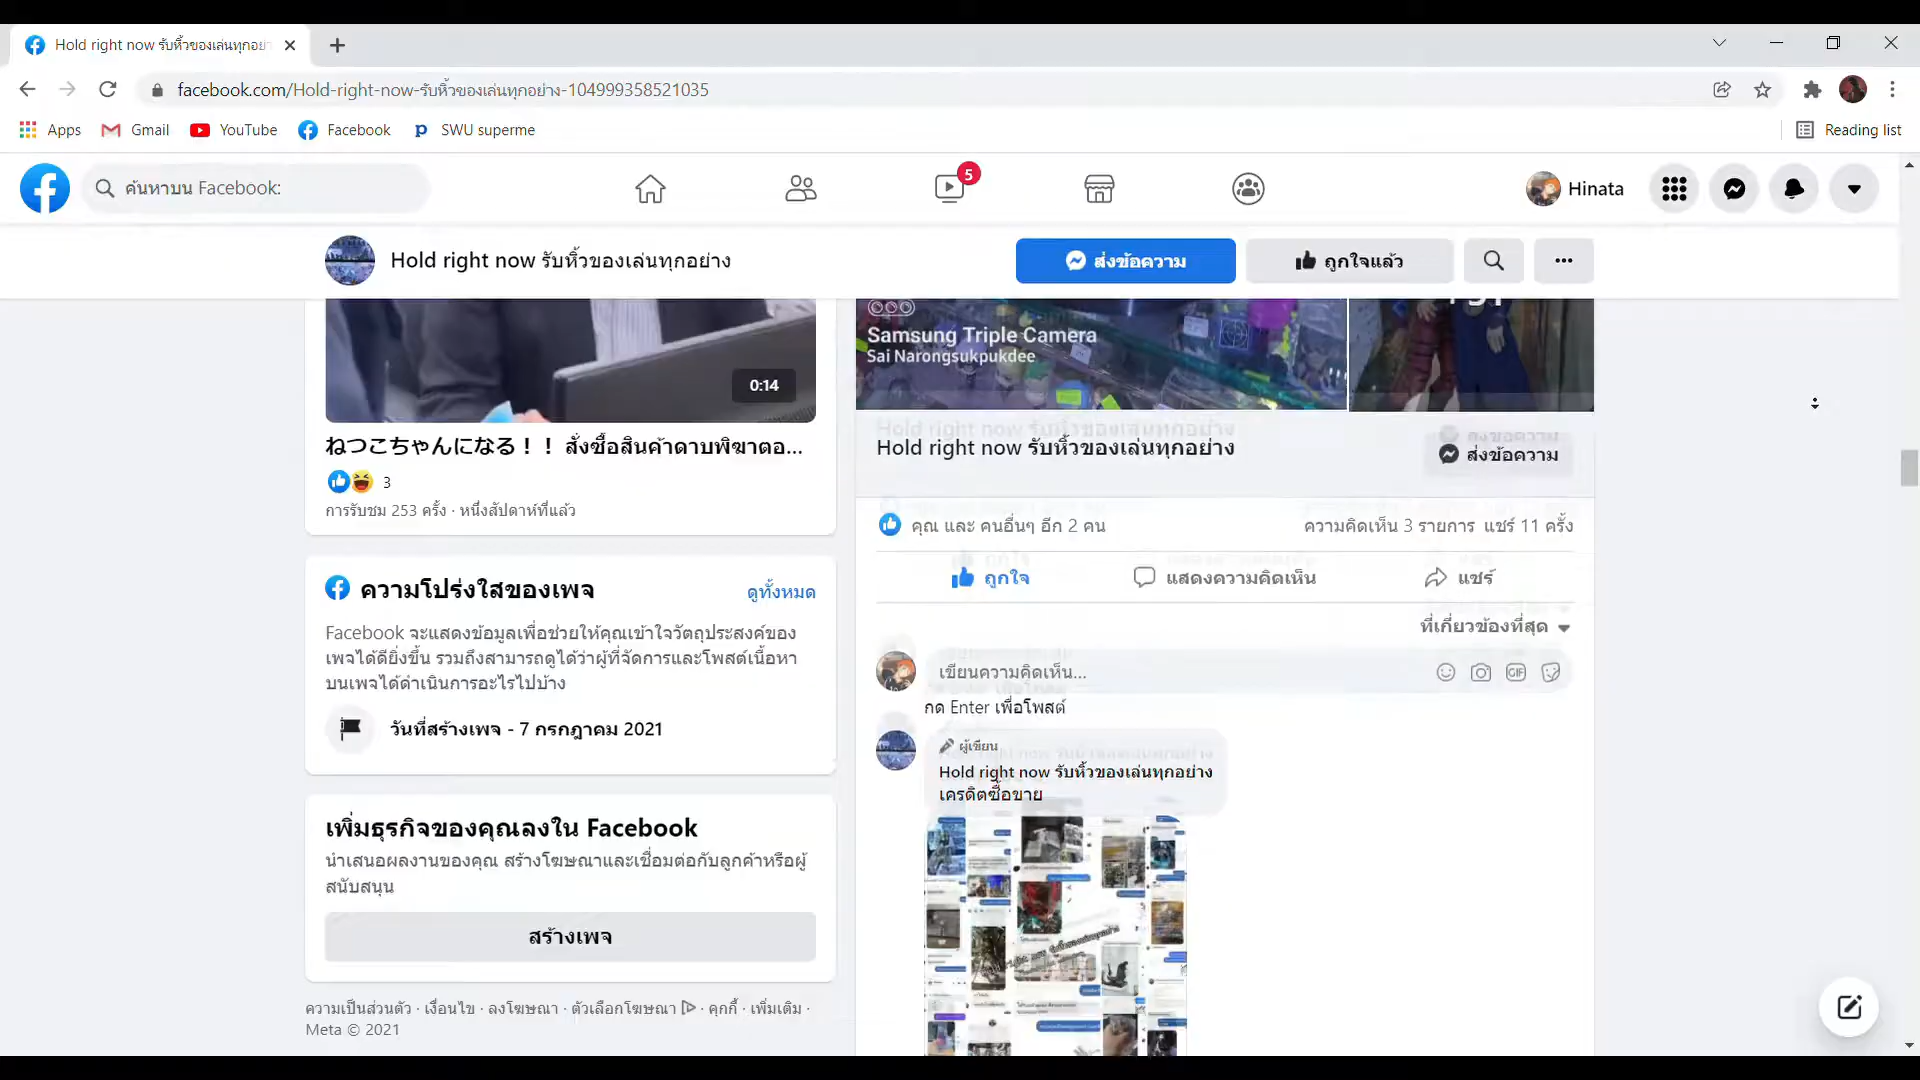 Hold right now รับหิ้วของเล่นทุกอย่
facebook.com/Hold-right-now-รับหิ้วของเล่นทุกอย่าง-104999358521035
Apps Gmail YouTube Facebook SWU superme Reading list
ค้นหาบน Facebook:
5
Hinata
Hold right now รับหิ้วของเล่นทุกอย่าง
ส่งข้อความ
ถูกใจแล้ว
0:14
ねつこちゃんになる！！ สั่งซื้อสินค้าดาบพิฆาตอ...
3
การรับชม 253 ครั้ง · หนึ่งสัปดาห์ที่แล้ว
ความโปร่งใสของเพจ
ดูทั้งหมด
Facebook จะแสดงข้อมูลเพื่อช่วยให้คุณเข้าใจวัตถุประสงค์ของ
เพจได้ดียิ่งขึ้น รวมถึงสามารถดูได้ว่าผู้ที่จัดการและโพสต์เนื้อหา
บนเพจได้ดำเนินการอะไรไปบ้าง
วันที่สร้างเพจ - 7 กรกฎาคม 2021
เพิ่มธุรกิจของคุณลงใน Facebook
นำเสนอผลงานของคุณ สร้างโฆษณาและเชื่อมต่อกับลูกค้าหรือผู้
สนับสนุน
สร้างเพจ
ความเป็นส่วนตัว · เงื่อนไข · ลงโฆษณา · ตัวเลือกโฆษณา · คุกกี้ · เพิ่มเติม ·
Meta © 2021
Samsung Triple Camera
Sai Narongsukpukdee
Hold right now รับหิ้วของเล่นทุกอย่าง
ส่งข้อความ
คุณ และ คนอื่นๆ อีก 2 คน
ความคิดเห็น 3 รายการ แชร์ 11 ครั้ง
ถูกใจ
แสดงความคิดเห็น
แชร์
ที่เกี่ยวข้องที่สุด
เขียนความคิดเห็น...
GIF
กด Enter เพื่อโพสต์
ผู้เขียน
Hold right now รับหิ้วของเล่นทุกอย่าง
เครดิตซื้อขาย